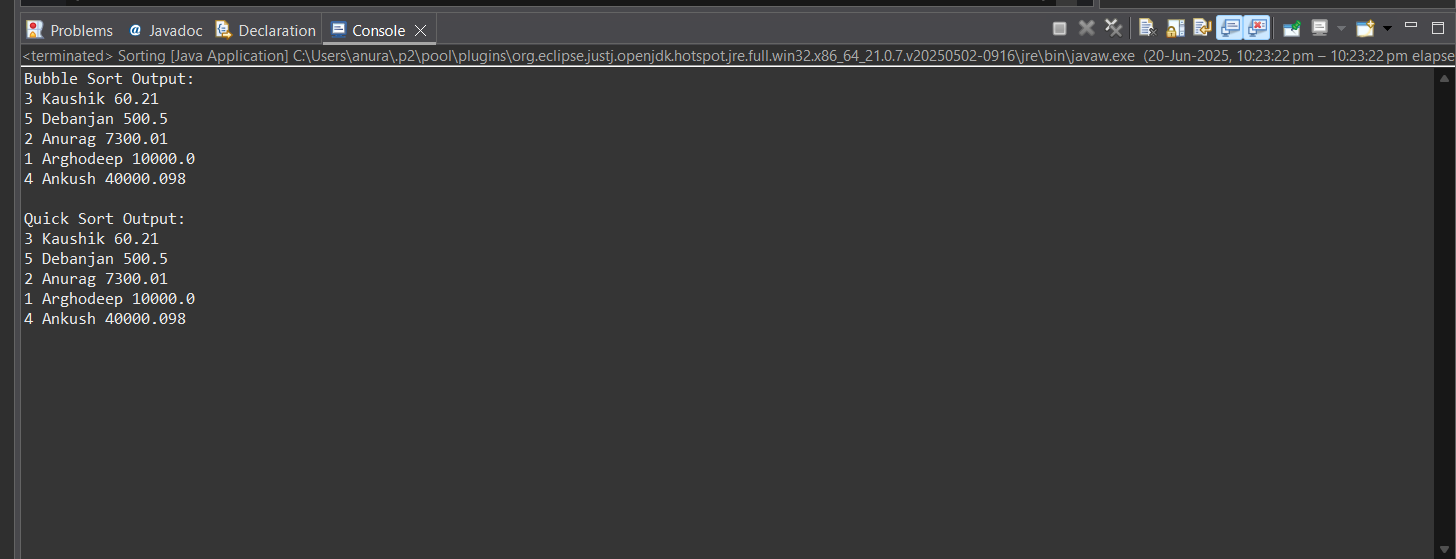 Problems @ Javadoc Declaration Console
<terminated> Sorting [Java Application] C:\Users\anura\.p2\pool\plugins\org.eclipse.justj.openjdk.hotspot.jre.full.win32.x86_64_21.0.7.v20250502-0916\jre\bin\javaw.exe (20-Jun-2025, 10:23:22 pm – 10:23:22 pm elapse
Bubble Sort Output:
3 Kaushik 60.21
5 Debanjan 500.5
2 Anurag 7300.01
1 Arghodeep 10000.0
4 Ankush 40000.098
Quick Sort Output:
3 Kaushik 60.21
5 Debanjan 500.5
2 Anurag 7300.01
1 Arghodeep 10000.0
4 Ankush 40000.098